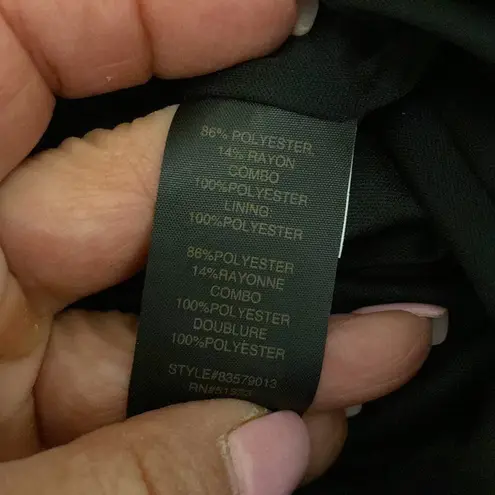 86% POLYESTER,
14% RAYON
COMBO
100%POLYESTER
LINING:
100%POLYESTER
86%POLYESTER
14%RAYONNE
COMBO
100%POLYESTER
DOUBLURE
100%POLYESTER
STYLE#83579013